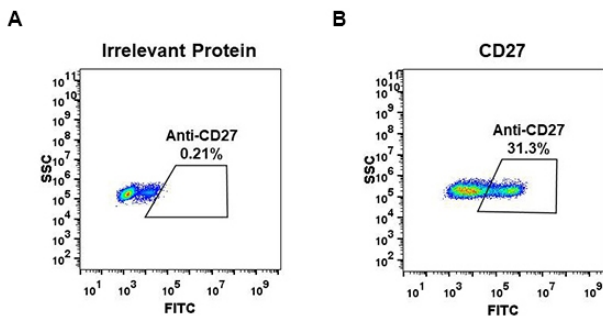 A
Irrelevant Protein
Anti-CD27
0.21%
SSC
10¹¹
10¹⁰
10⁹
10⁸
10⁷
10⁶
10⁵
10⁴
10³
10²
10¹ 10³ 10⁵ 10⁷ 10⁹
FITC
B
CD27
Anti-CD27
31.3%
SSC
10¹¹
10¹⁰
10⁹
10⁸
10⁷
10⁶
10⁵
10⁴
10³
10²
10¹ 10³ 10⁵ 10⁷ 10⁹
FITC